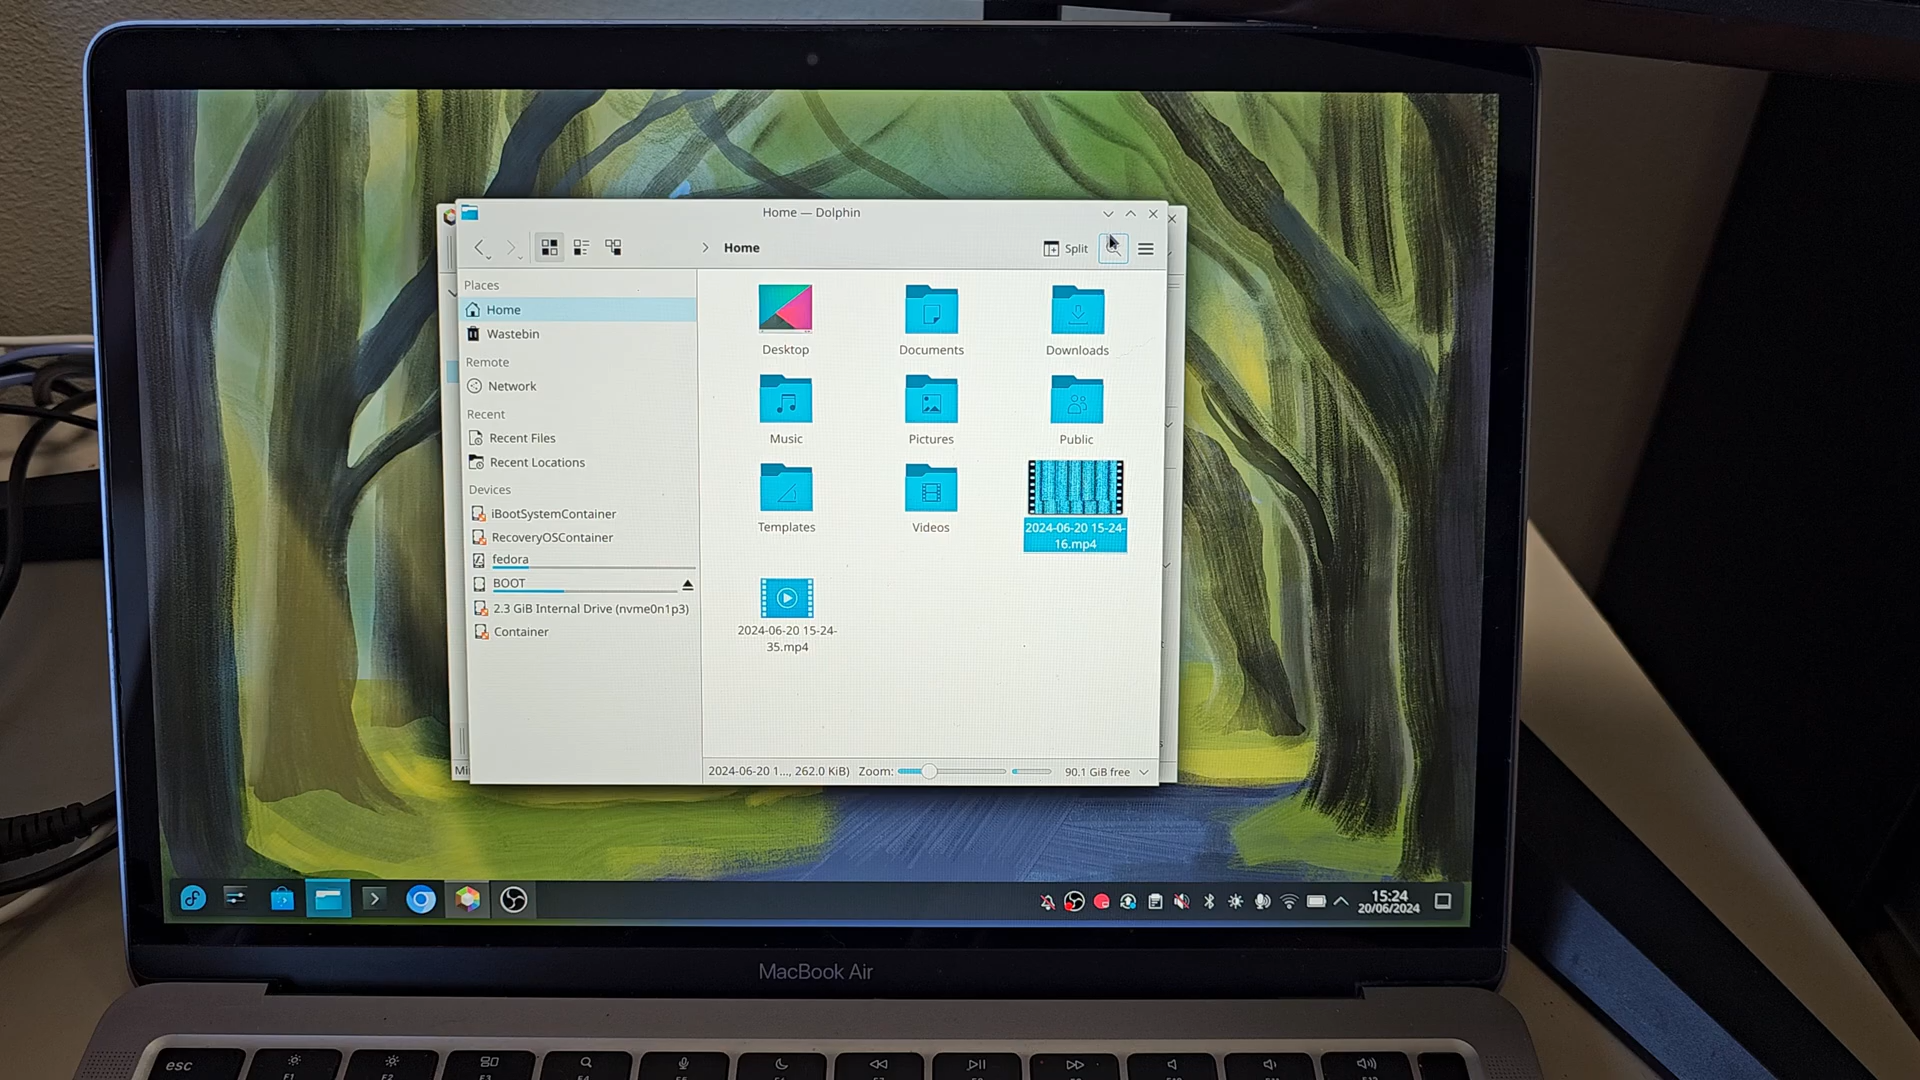 Home — Dolphin
Home
Split
Places
Home
Wastebin
Remote
Network
Recent
Recent Files
Recent Locations
Devices
iBootSystemContainer
RecoveryOSContainer
fedora
BOOT
2.3 GiB Internal Drive (nvme0n1p3)
Container
Desktop
Documents
Downloads
Music
Pictures
Public
Templates
Videos
2024-06-20 15-24-
16.mp4
2024-06-20 15-24-
35.mp4
Mi
2024-06-20 1..., 262.0 KiB)
Zoom:
90.1 GiB free
15:24
20/06/2024
MacBook Air
esc
F1
F2